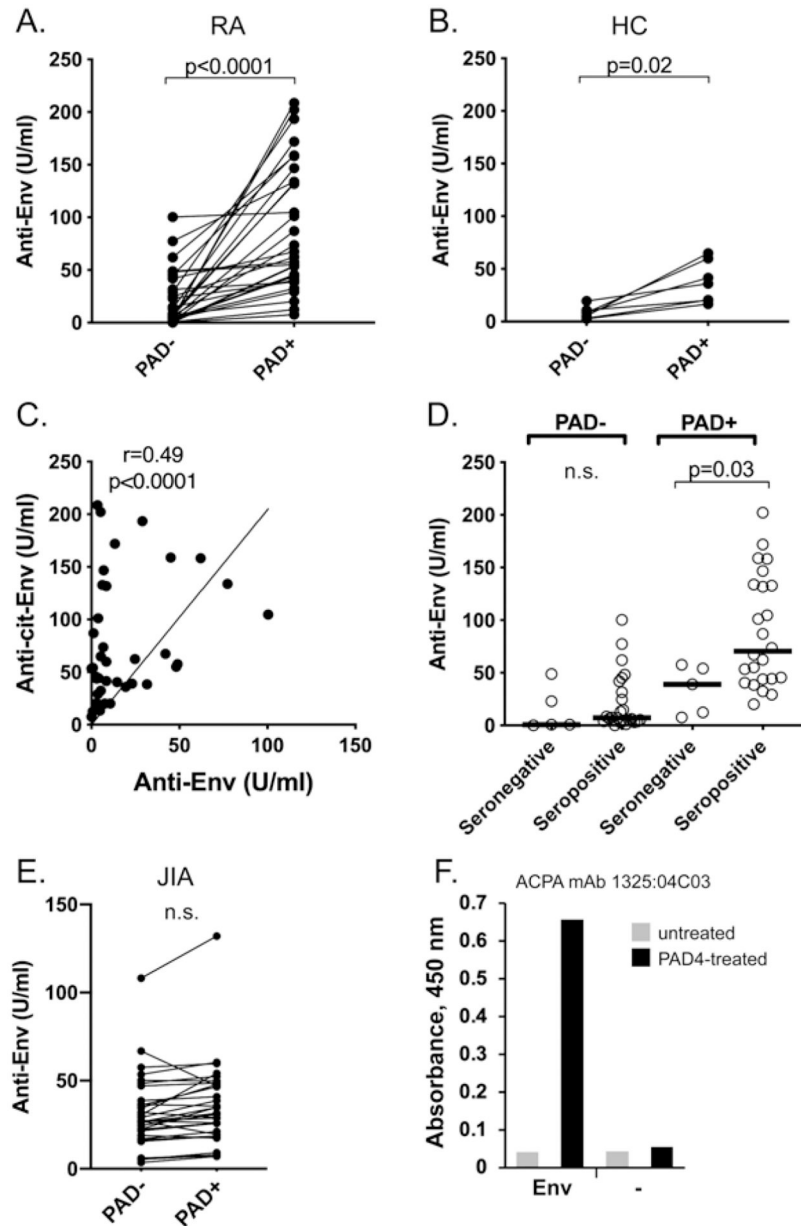 A.
RA
p<0.0001
Anti-Env (U/ml)
250
200
150
100
50
0
PAD-
PAD+
B.
HC
p=0.02
Anti-Env (U/ml)
250
200
150
100
50
0
PAD-
PAD+
C.
r=0.49
p<0.0001
Anti-cit-Env (U/ml)
250
200
150
100
50
0
0
50
100
150
Anti-Env (U/ml)
D.
PAD-
PAD+
n.s.
p=0.03
Anti-Env (U/ml)
250
200
150
100
50
0
Seronegative
Seropositive
Seronegative
Seropositive
E.
JIA
n.s.
Anti-Env (U/ml)
150
100
50
0
PAD-
PAD+
F.
ACPA mAb 1325:04C03
untreated
PAD4-treated
Absorbance, 450 nm
0.7
0.6
0.5
0.4
0.3
0.2
0.1
0
Env
-